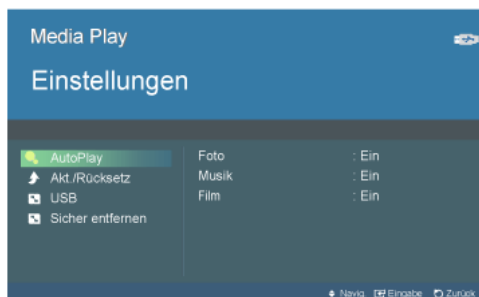 Media Play
Einstellungen
AutoPlay Foto : Ein
Akt./Rücksetz Musik : Ein
USB Film : Ein
Sicher entfernen
Navig. Eingabe Zurück